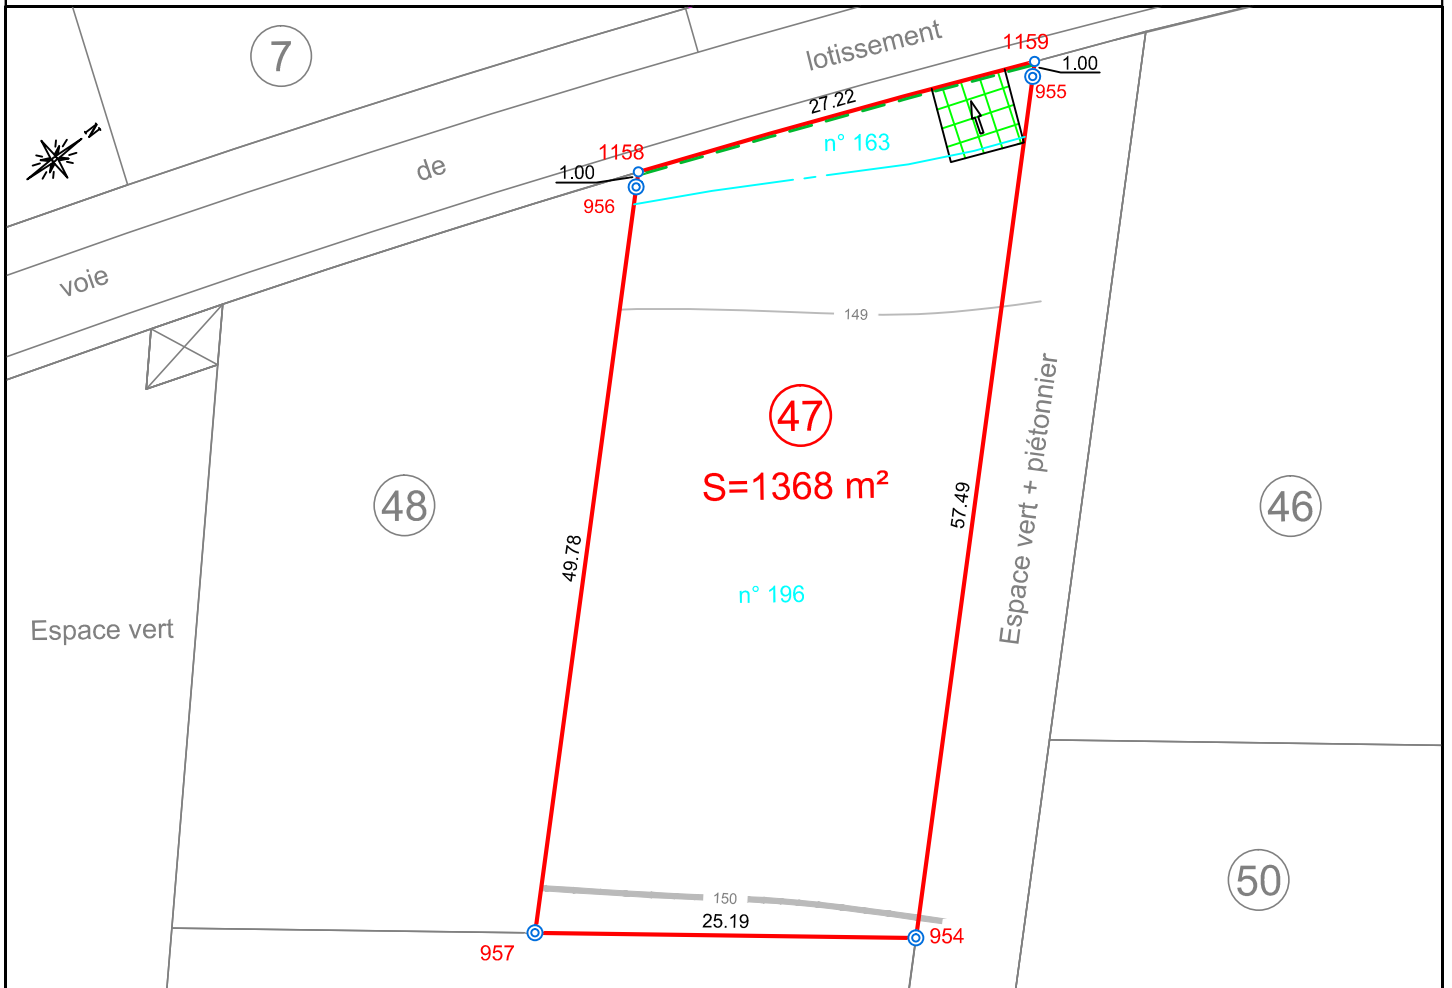 7
lotissement
1159
1.00
955
27.22
N
n° 163
de
1158
1.00
956
voie
149
47
S=1368 m²
48
46
57.49
Espace vert + piétonnier
49.78
n° 196
Espace vert
50
150
25.19
954
957